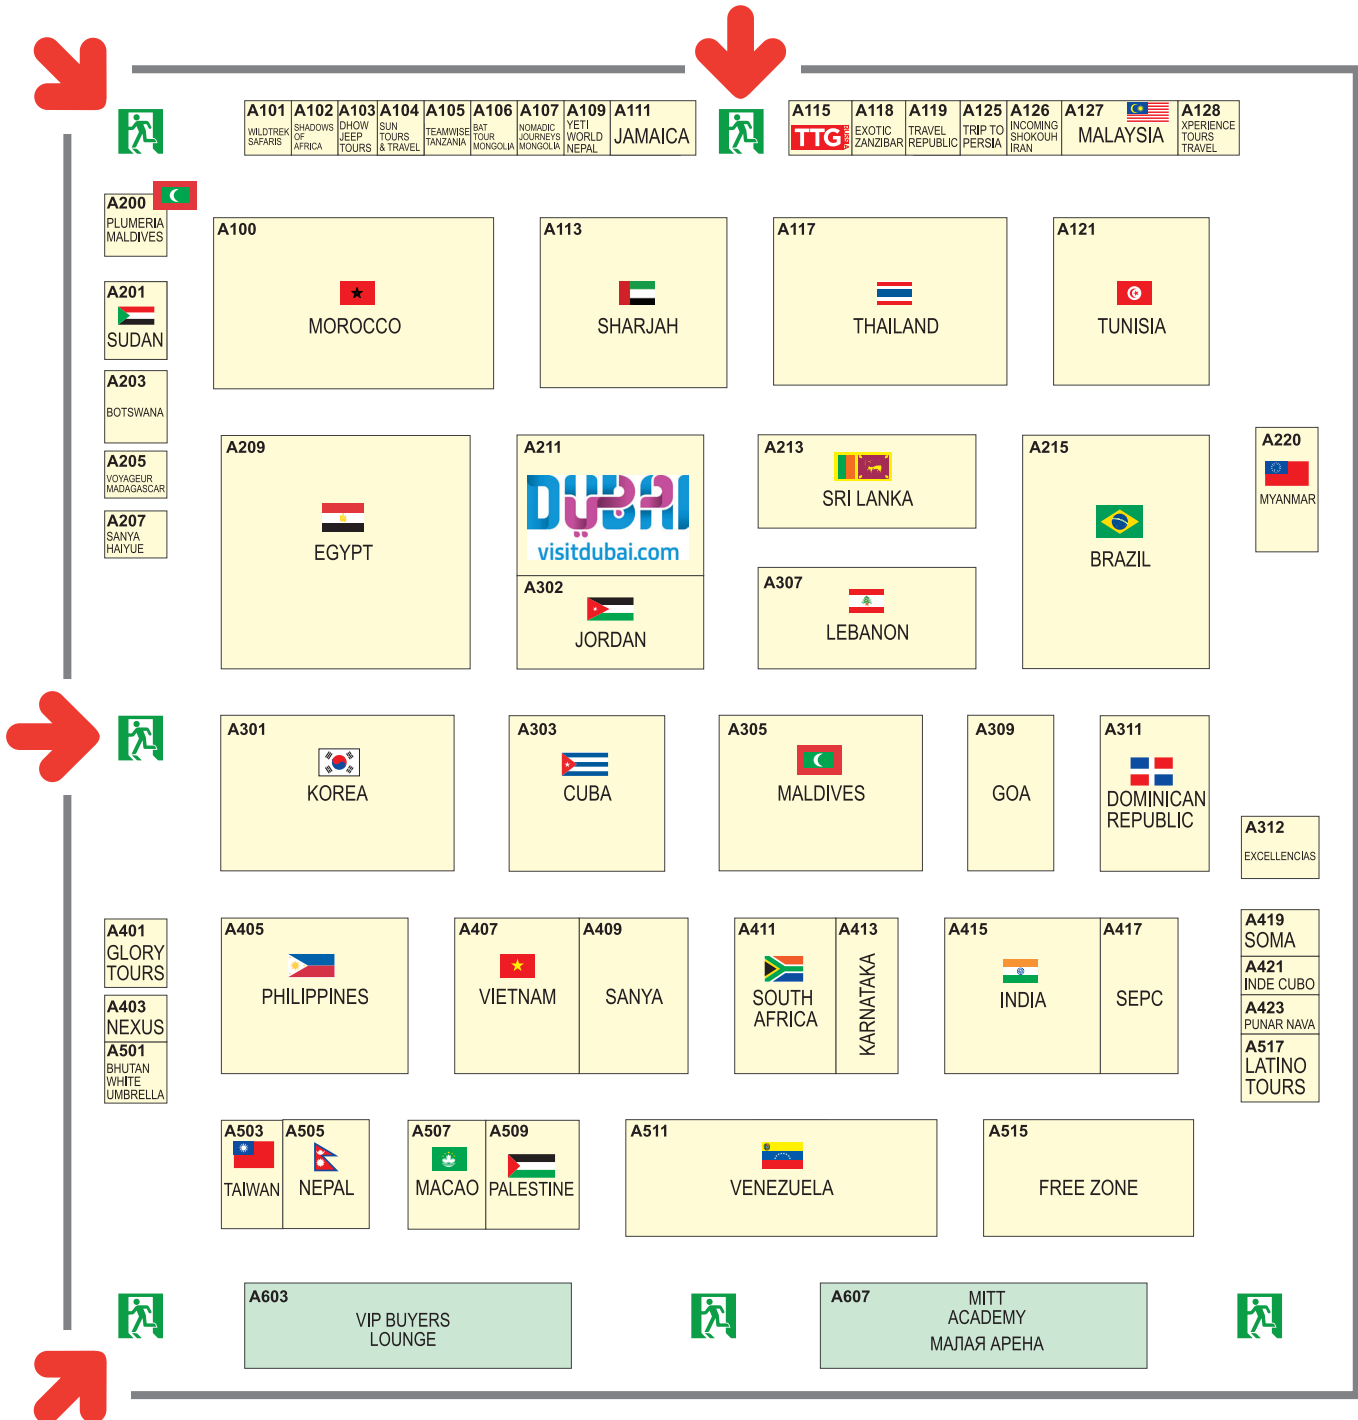 A101
WILDTREK
SAFARIS
A102
SHADOWS
OF
AFRICA
A103
DHOW
JEEP
TOURS
A104
SUN
TOURS
& TRAVEL
A105
TEAMWISE
TANZANIA
A106
BAT
TOUR
MONGOLIA
A107
NOMADIC
JOURNEYS
MONGOLIA
A109
YETI
WORLD
NEPAL
A111
JAMAICA
A115
TTG
RUSSIA
A118
EXOTIC
ZANZIBAR
A119
TRAVEL
REPUBLIC
A125
TRIP TO
PERSIA
A126
INCOMING
SHOKOUH
IRAN
A127
MALAYSIA
A128
XPERIENCE
TOURS
TRAVEL
A200
PLUMERIA
MALDIVES
A100
MOROCCO
A113
SHARJAH
A117
THAILAND
A121
TUNISIA
A201
SUDAN
A203
BOTSWANA
A205
VOYAGEUR
MADAGASCAR
A207
SANYA
HAIYUE
A209
EGYPT
A211
DUBAI
visitdubai.com
A302
JORDAN
A213
SRI LANKA
A307
LEBANON
A215
BRAZIL
A220
MYANMAR
A301
KOREA
A303
CUBA
A305
MALDIVES
A309
GOA
A311
DOMINICAN
REPUBLIC
A312
EXCELLENCÍAS
A401
GLORY
TOURS
A403
NEXUS
A501
BHUTAN
WHITE
UMBRELLA
A405
PHILIPPINES
A407
VIETNAM
A409
SANYA
A411
SOUTH
AFRICA
A413
KARNATAKA
A415
INDIA
A417
SEPC
A419
SOMA
A421
INDE CUBO
A423
PUNAR NAVA
A517
LATINO
TOURS
A503
TAIWAN
A505
NEPAL
A507
MACAO
A509
PALESTINE
A511
VENEZUELA
A515
FREE ZONE
A603
VIP BUYERS
LOUNGE
A607
MITT
ACADEMY
МАЛАЯ АРЕНА